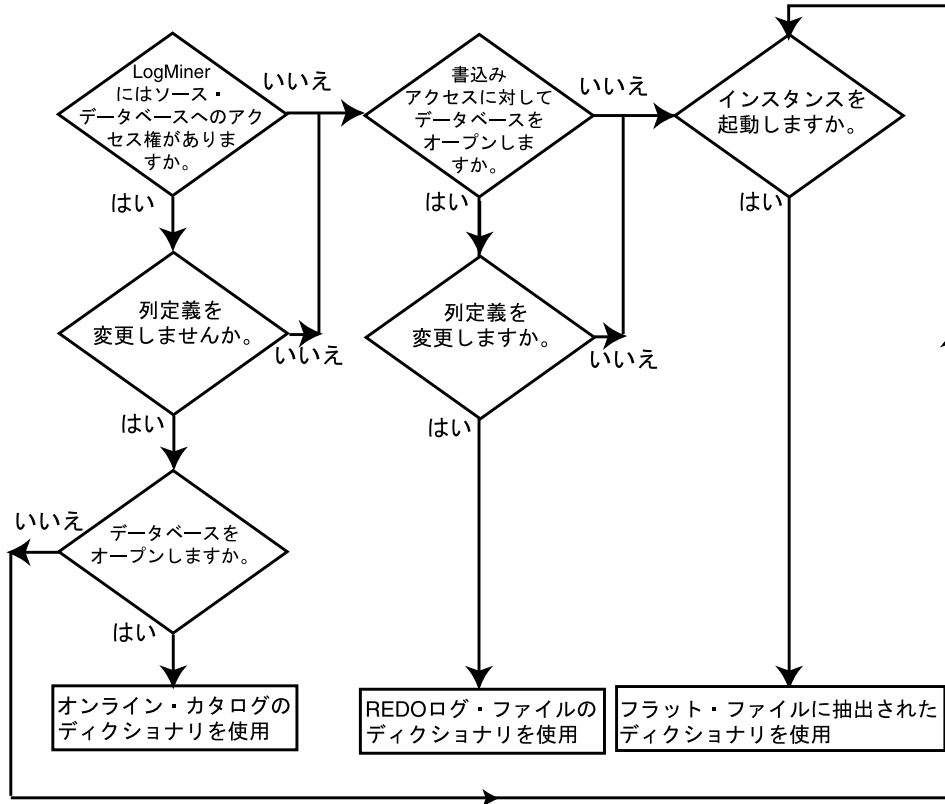 LogMiner
にはソース・
データベースへのアク
セス権がありま
すか。
いいえ
はい
列定義を
変更しませんか。
いいえ
はい
データベースを
オープンしますか。
いいえ
はい
オンライン・カタログの
ディクショナリを使用
書込み
アクセスに対して
データベースを
オープンしま
すか。
いいえ
はい
列定義を
変更しますか。
いいえ
はい
REDOログ・ファイルの
ディクショナリを使用
インスタンスを
起動しますか。
はい
フラット・ファイルに抽出された
ディクショナリを使用